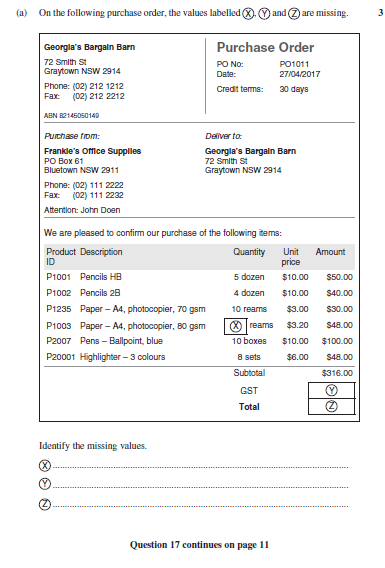 (a) On the following purchase order, the values labelled Ⓧ, Ⓨ and Ⓩ are missing. 3
Georgia's Bargain Barn
72 Smith St
Graytown NSW 2914
Phone: (02) 212 1212
Fax: (02) 212 2212
ABN 82145050149
Purchase Order
PO No: PO1011
Date: 27/04/2017
Credit terms: 30 days
Purchase from:
Frankie's Office Supplies
PO Box 61
Bluetown NSW 2911
Phone: (02) 111 2222
Fax: (02) 111 2232
Attention: John Doen
Deliver to:
Georgia's Bargain Barn
72 Smith St
Graytown NSW 2914
We are pleased to confirm our purchase of the following items:
Product ID Description Quantity Unit price Amount
P1001 Pencils HB 5 dozen $10.00 $50.00
P1002 Pencils 2B 4 dozen $10.00 $40.00
P1235 Paper – A4, photocopier, 70 gsm 10 reams $3.00 $30.00
P1003 Paper – A4, photocopier, 80 gsm Ⓧ reams $3.20 $48.00
P2007 Pens – Ballpoint, blue 10 boxes $10.00 $100.00
P20001 Highlighter – 3 colours 8 sets $6.00 $48.00
Subtotal $316.00
GST Ⓨ
Total Ⓩ
Identify the missing values.
Ⓧ
Ⓨ
Ⓩ
Question 17 continues on page 11